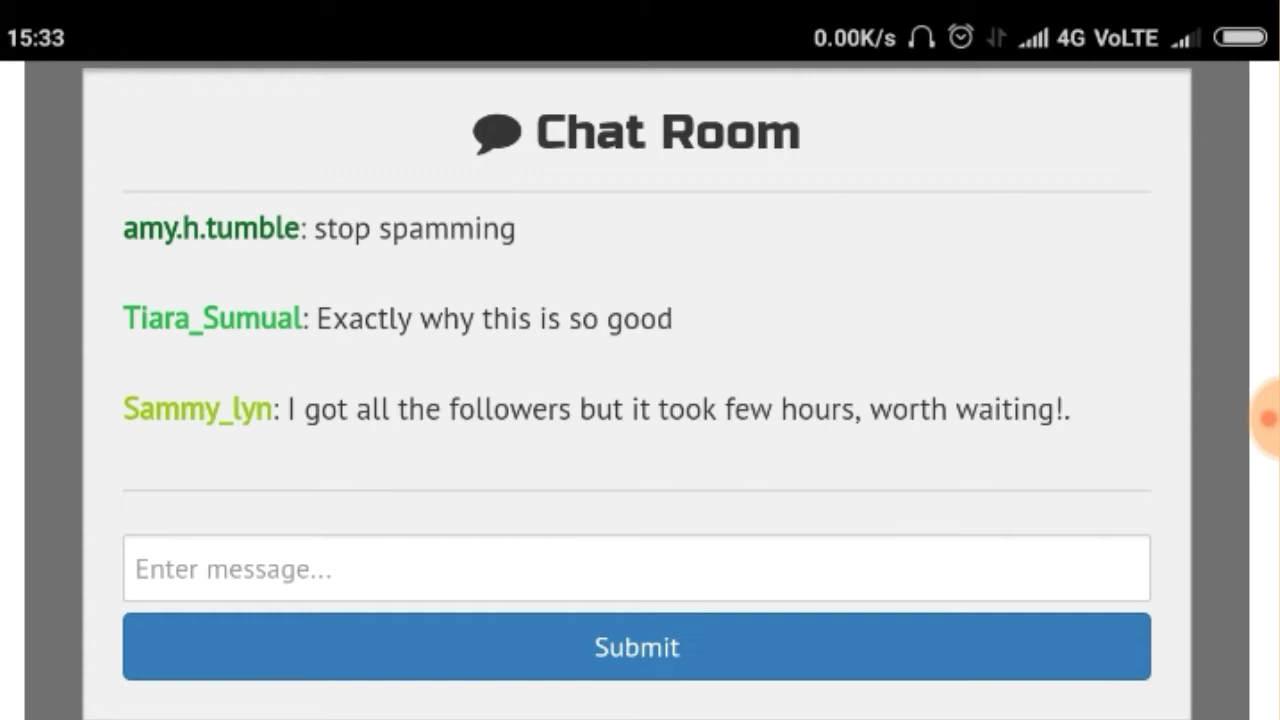 15:33 0.00K/s 4G VoLTE
Chat Room
amy.h.tumble: stop spamming
Tiara_Sumual: Exactly why this is so good
Sammy_lyn: I got all the followers but it took few hours, worth waiting!.
Enter message...
Submit